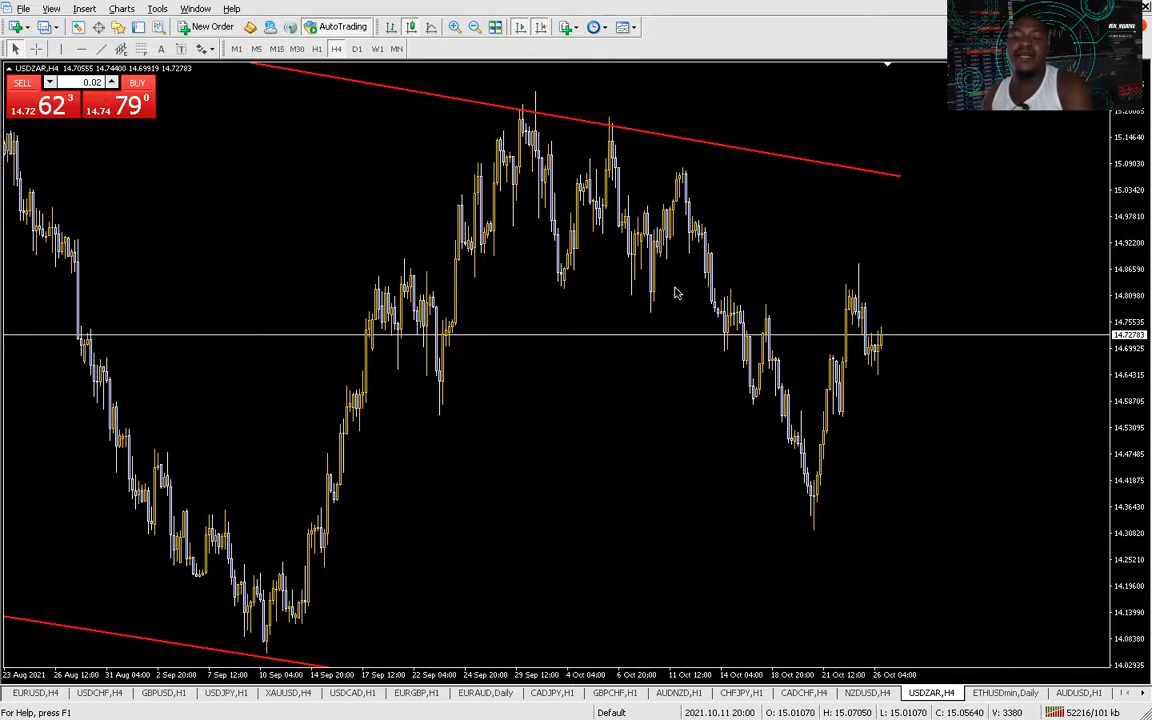 File View Insert Charts Tools Window Help
New Order AutoTrading
M1 M5 M15 M30 H1 H4 D1 W1 MN
USDZAR,H4 14.70555 14.74400 14.69919 14.72783
SELL 0.02 BUY
14.72 62 3 14.74 79 0
15.14640
15.09030
15.03420
14.97810
14.92200
14.86590
14.80980
14.75535
14.72783
14.69925
14.64315
14.58705
14.53095
14.47485
14.41875
14.36430
14.30820
14.25210
14.19600
14.13990
14.08380
14.02935
23 Aug 2021 26 Aug 12:00 31 Aug 04:00 2 Sep 20:00 7 Sep 12:00 10 Sep 04:00 14 Sep 20:00 17 Sep 12:00 22 Sep 04:00 24 Sep 20:00 29 Sep 12:00 4 Oct 04:00 6 Oct 20:00 11 Oct 12:00 14 Oct 04:00 18 Oct 20:00 21 Oct 12:00 26 Oct 04:00
EURUSD,H4 USDCHF,H4 GBPUSD,H1 USDJPY,H1 XAUUSD,H4 USDCAD,H1 EURGBP,H1 EURAUD,Daily CADJPY,H1 GBPCHF,H1 AUDNZD,H1 CHFJPY,H1 CADCHF,H4 NZDUSD,H4 USDZAR,H4 ETHUSDmin,Daily AUDUSD,H1
For Help, press F1 Default 2021.10.11 20:00 O: 15.01070 H: 15.07050 L: 15.01070 C: 15.05640 V: 3380 52216/101 kb